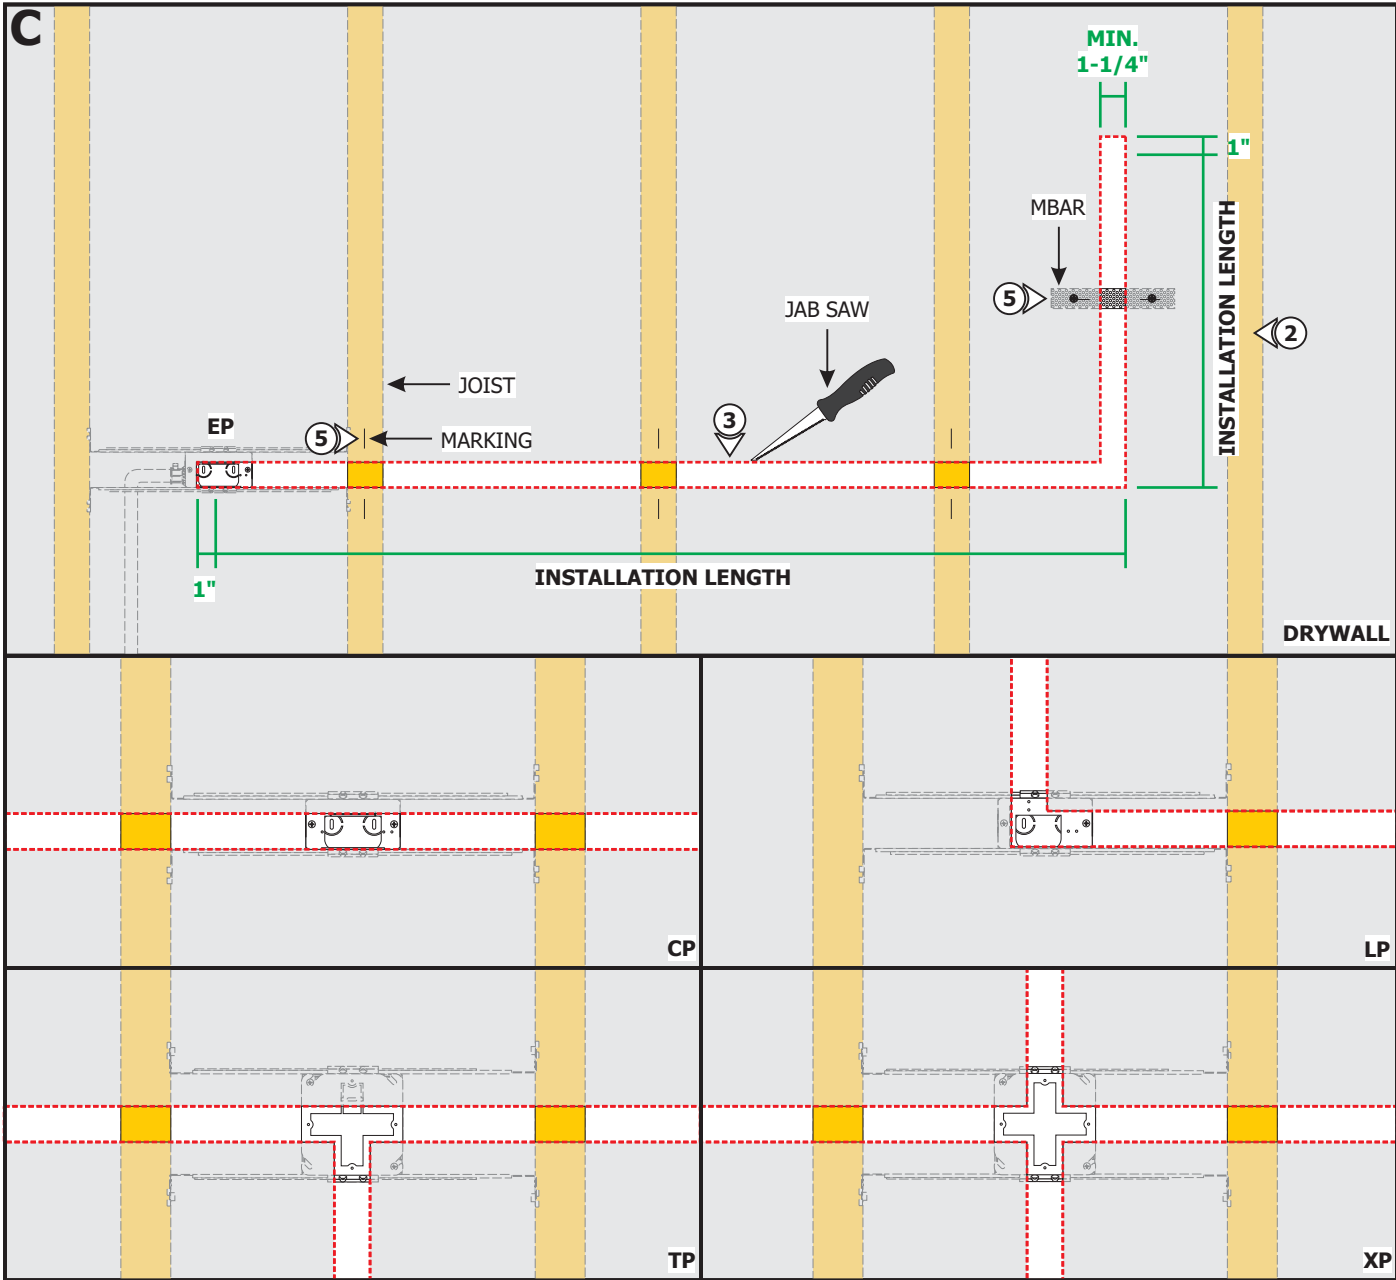 C
MIN.
1-1/4"
1"
MBAR
5
INSTALLATION LENGTH
2
JAB SAW
JOIST
EP
5
MARKING
3
1"
INSTALLATION LENGTH
DRYWALL
CP
LP
TP
XP